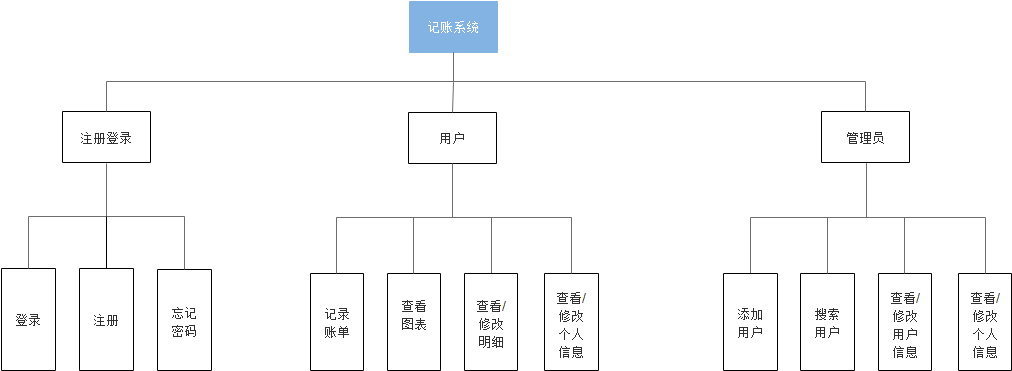 记账系统
注册登录
用户
管理员
登录
注册
忘记
密码
记录
账单
查看
图表
查看/
修改
明细
查看/
修改
个人
信息
添加
用户
搜索
用户
查看/
修改
用户
信息
查看/
修改
个人
信息